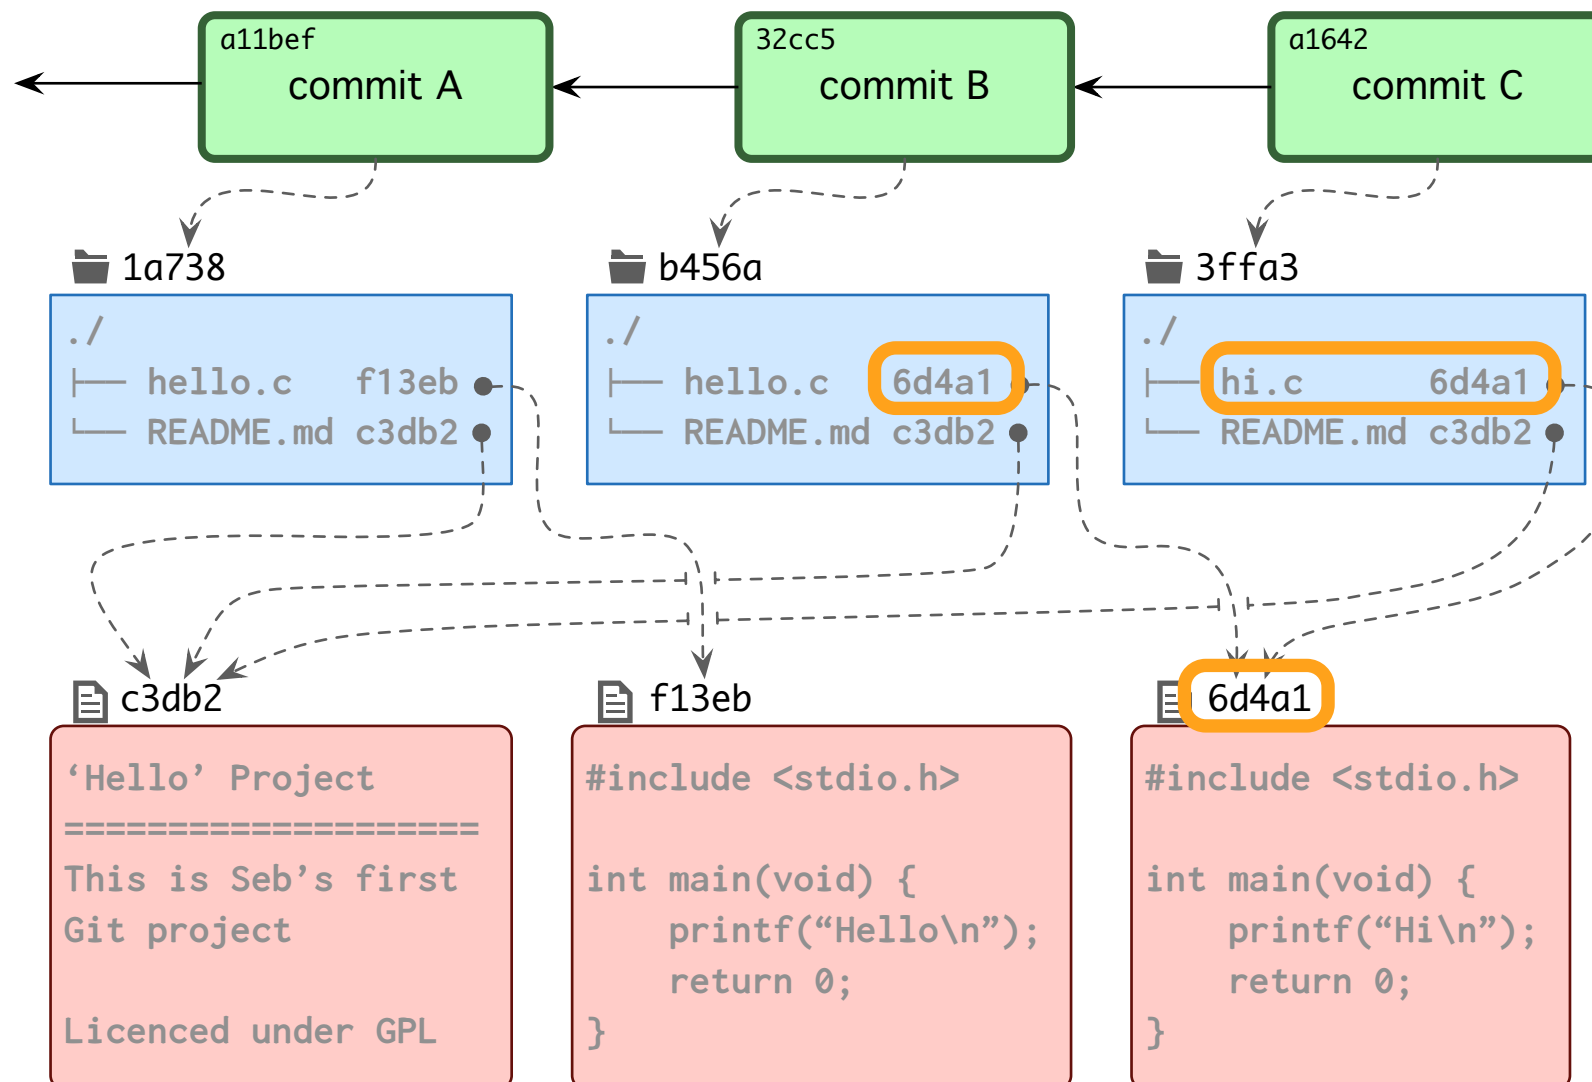 a11bef
commit A
32cc5
commit B
a1642
commit C
1a738
./
├── hello.c   f13eb
└── README.md c3db2
b456a
./
├── hello.c   6d4a1
└── README.md c3db2
3ffa3
./
├── hi.c      6d4a1
└── README.md c3db2
c3db2
‘Hello’ Project
====================
This is Seb’s first
Git project
Licenced under GPL
f13eb
#include <stdio.h>
int main(void) {
    printf(“Hello\n”);
    return 0;
}
6d4a1
#include <stdio.h>
int main(void) {
    printf(“Hi\n”);
    return 0;
}